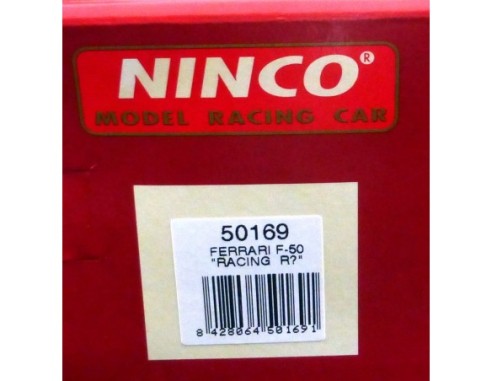 NINCO®
MODEL RACING CAR
50169
FERRARI F-50
"RACING R?"
8 428064 501691